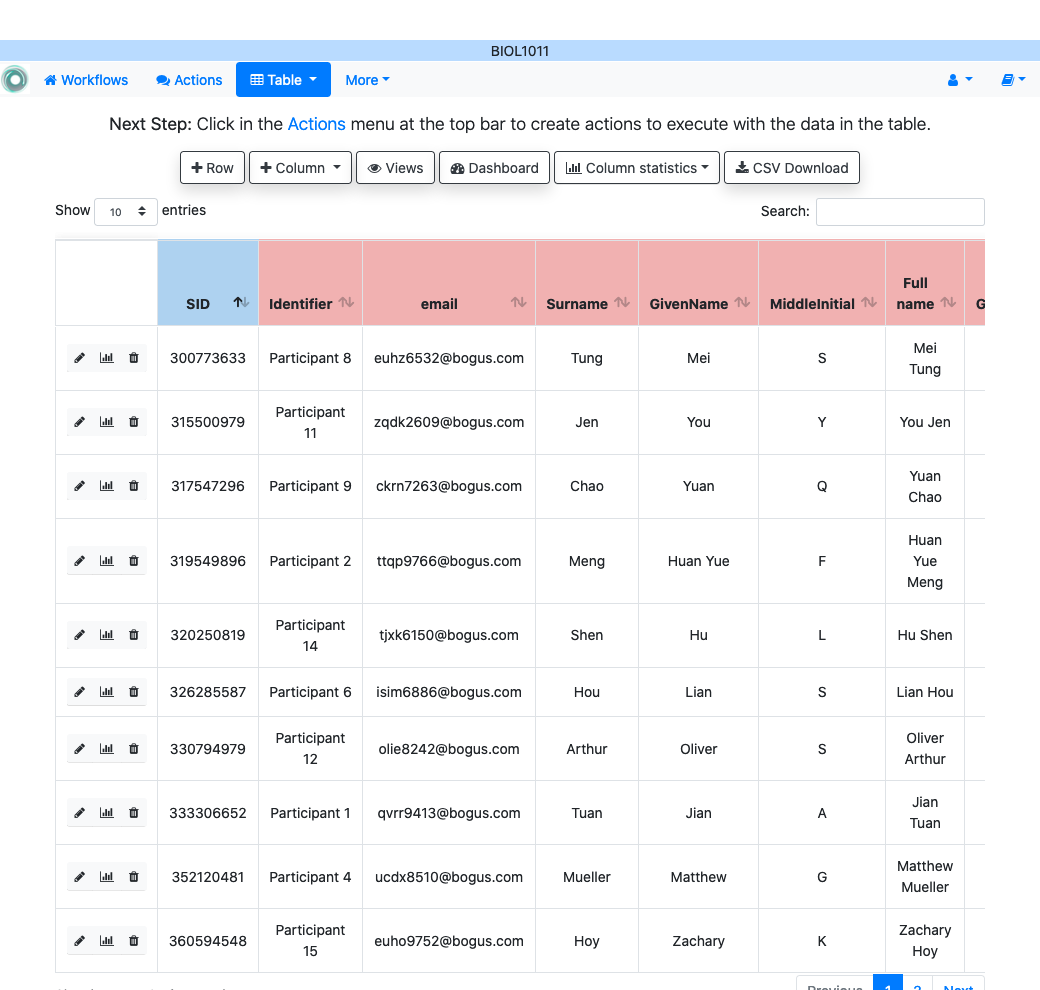 BIOL1011
Workflows Actions Table More
Next Step: Click in the Actions menu at the top bar to create actions to execute with the data in the table.
Row Column Views Dashboard Column statistics CSV Download
Show 10 entries Search:
SID Identifier email Surname GivenName MiddleInitial Full name G
300773633 Participant 8 euhz6532@bogus.com Tung Mei S Mei Tung
315500979 Participant 11 zqdk2609@bogus.com Jen You Y You Jen
317547296 Participant 9 ckrn7263@bogus.com Chao Yuan Q Yuan Chao
319549896 Participant 2 ttqp9766@bogus.com Meng Huan Yue F Huan Yue Meng
320250819 Participant 14 tjxk6150@bogus.com Shen Hu L Hu Shen
326285587 Participant 6 isim6886@bogus.com Hou Lian S Lian Hou
330794979 Participant 12 olie8242@bogus.com Arthur Oliver S Oliver Arthur
333306652 Participant 1 qvrr9413@bogus.com Tuan Jian A Jian Tuan
352120481 Participant 4 ucdx8510@bogus.com Mueller Matthew G Matthew Mueller
360594548 Participant 15 euho9752@bogus.com Hoy Zachary K Zachary Hoy
Previous 1 2 Next